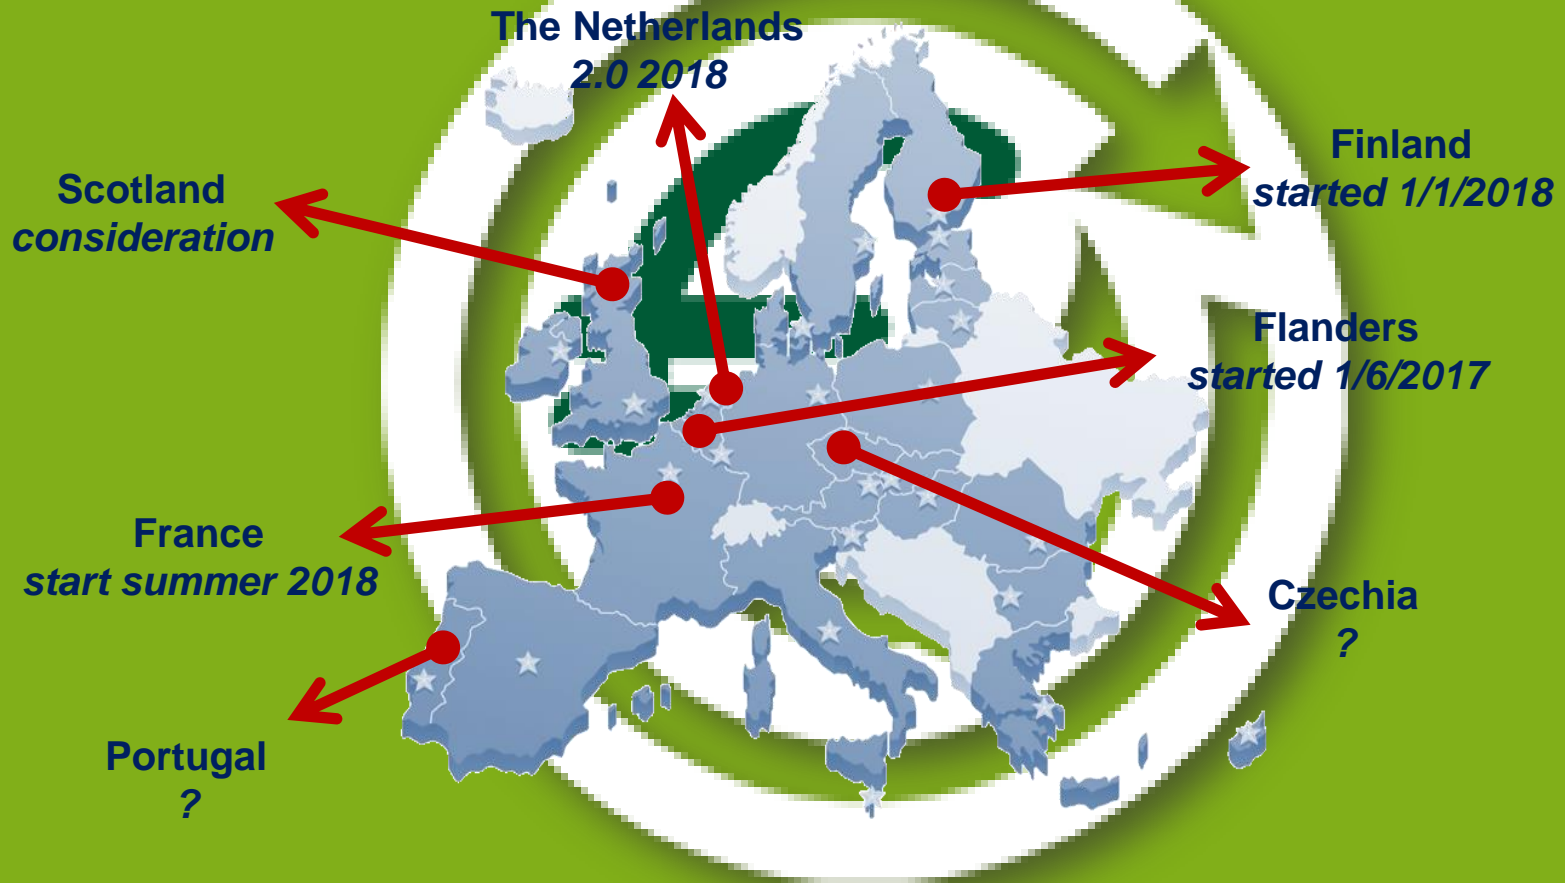 The Netherlands
2.0 2018
Finland
started 1/1/2018
Scotland
consideration
Flanders
started 1/6/2017
France
start summer 2018
Czechia
?
Portugal
?